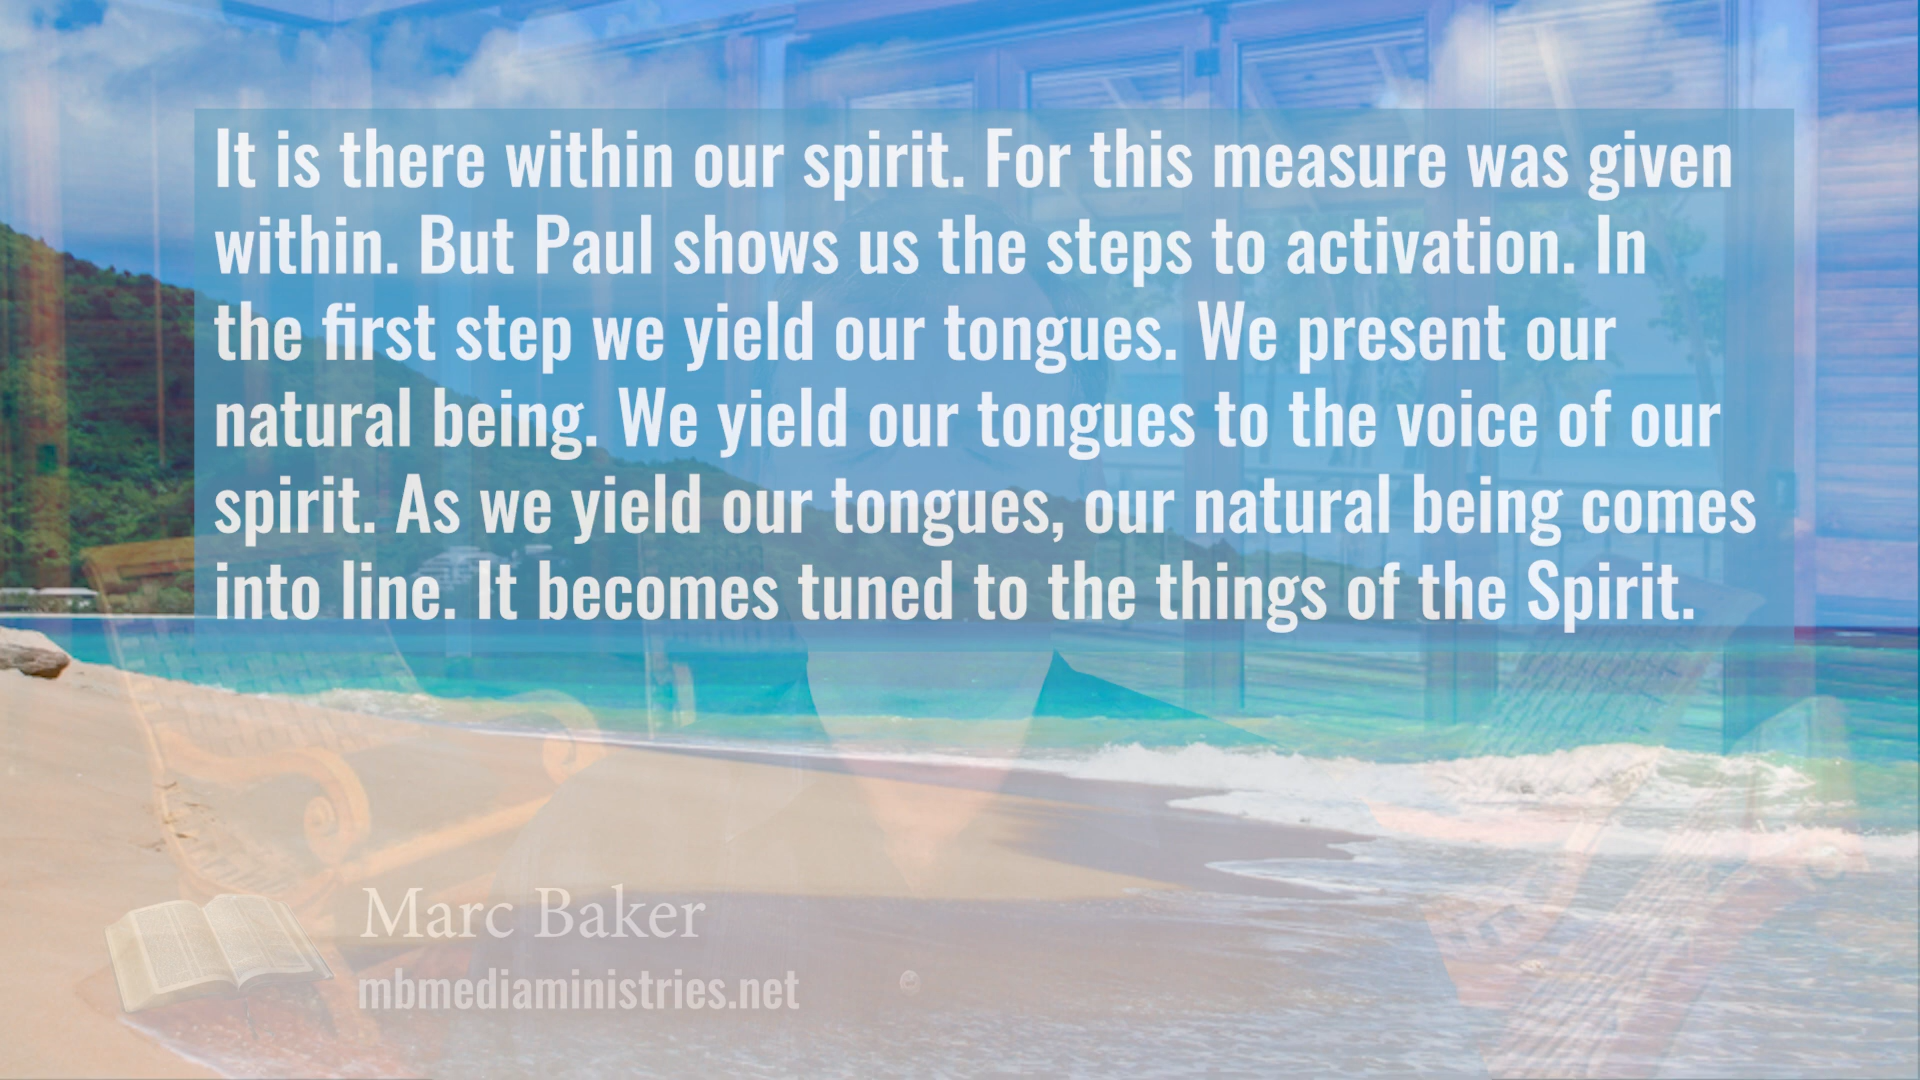 It is there within our spirit. For this measure was given
within. But Paul shows us the steps to activation. In
the first step we yield our tongues. We present our
natural being. We yield our tongues to the voice of our
spirit. As we yield our tongues, our natural being comes
into line. It becomes tuned to the things of the Spirit.
Marc Baker
mbmediaministries.net